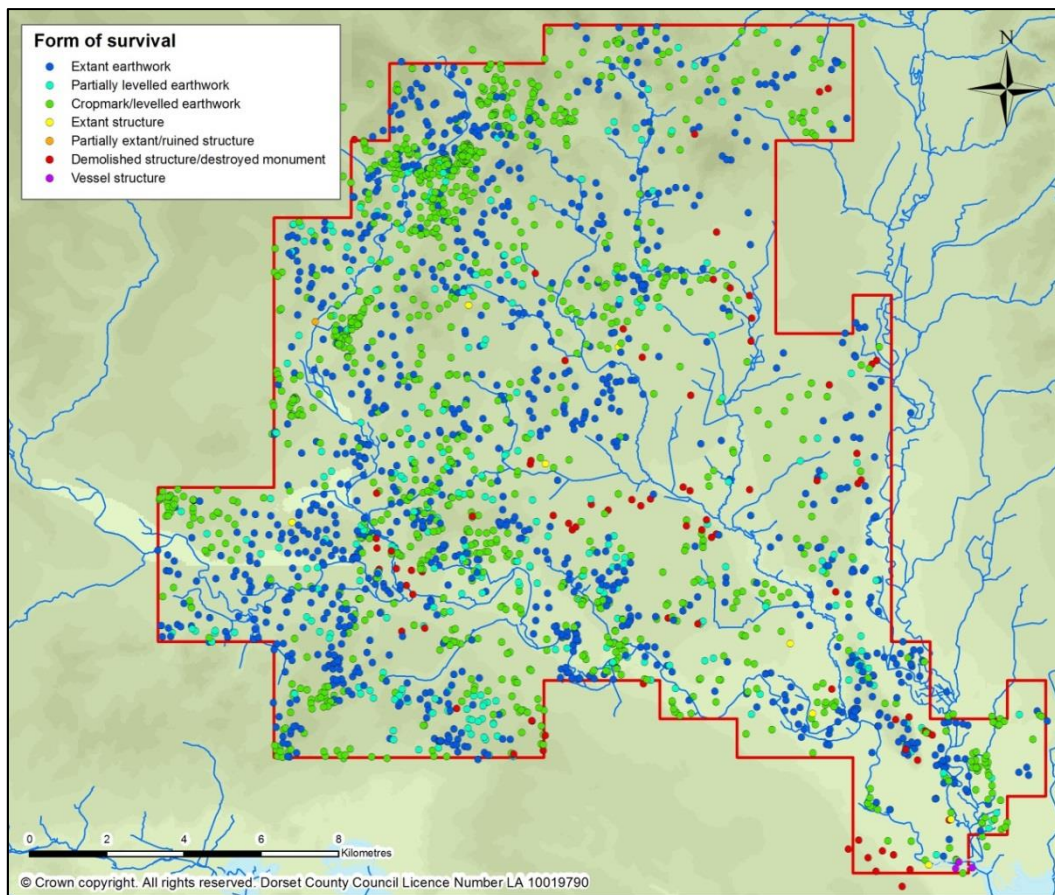 Form of survival
Extant earthwork
Partially levelled earthwork
Cropmark/levelled earthwork
Extant structure
Partially extant/ruined structure
Demolished structure/destroyed monument
Vessel structure
N
0 2 4 6 8
Kilometres
© Crown copyright. All rights reserved. Dorset County Council Licence Number LA 10019790